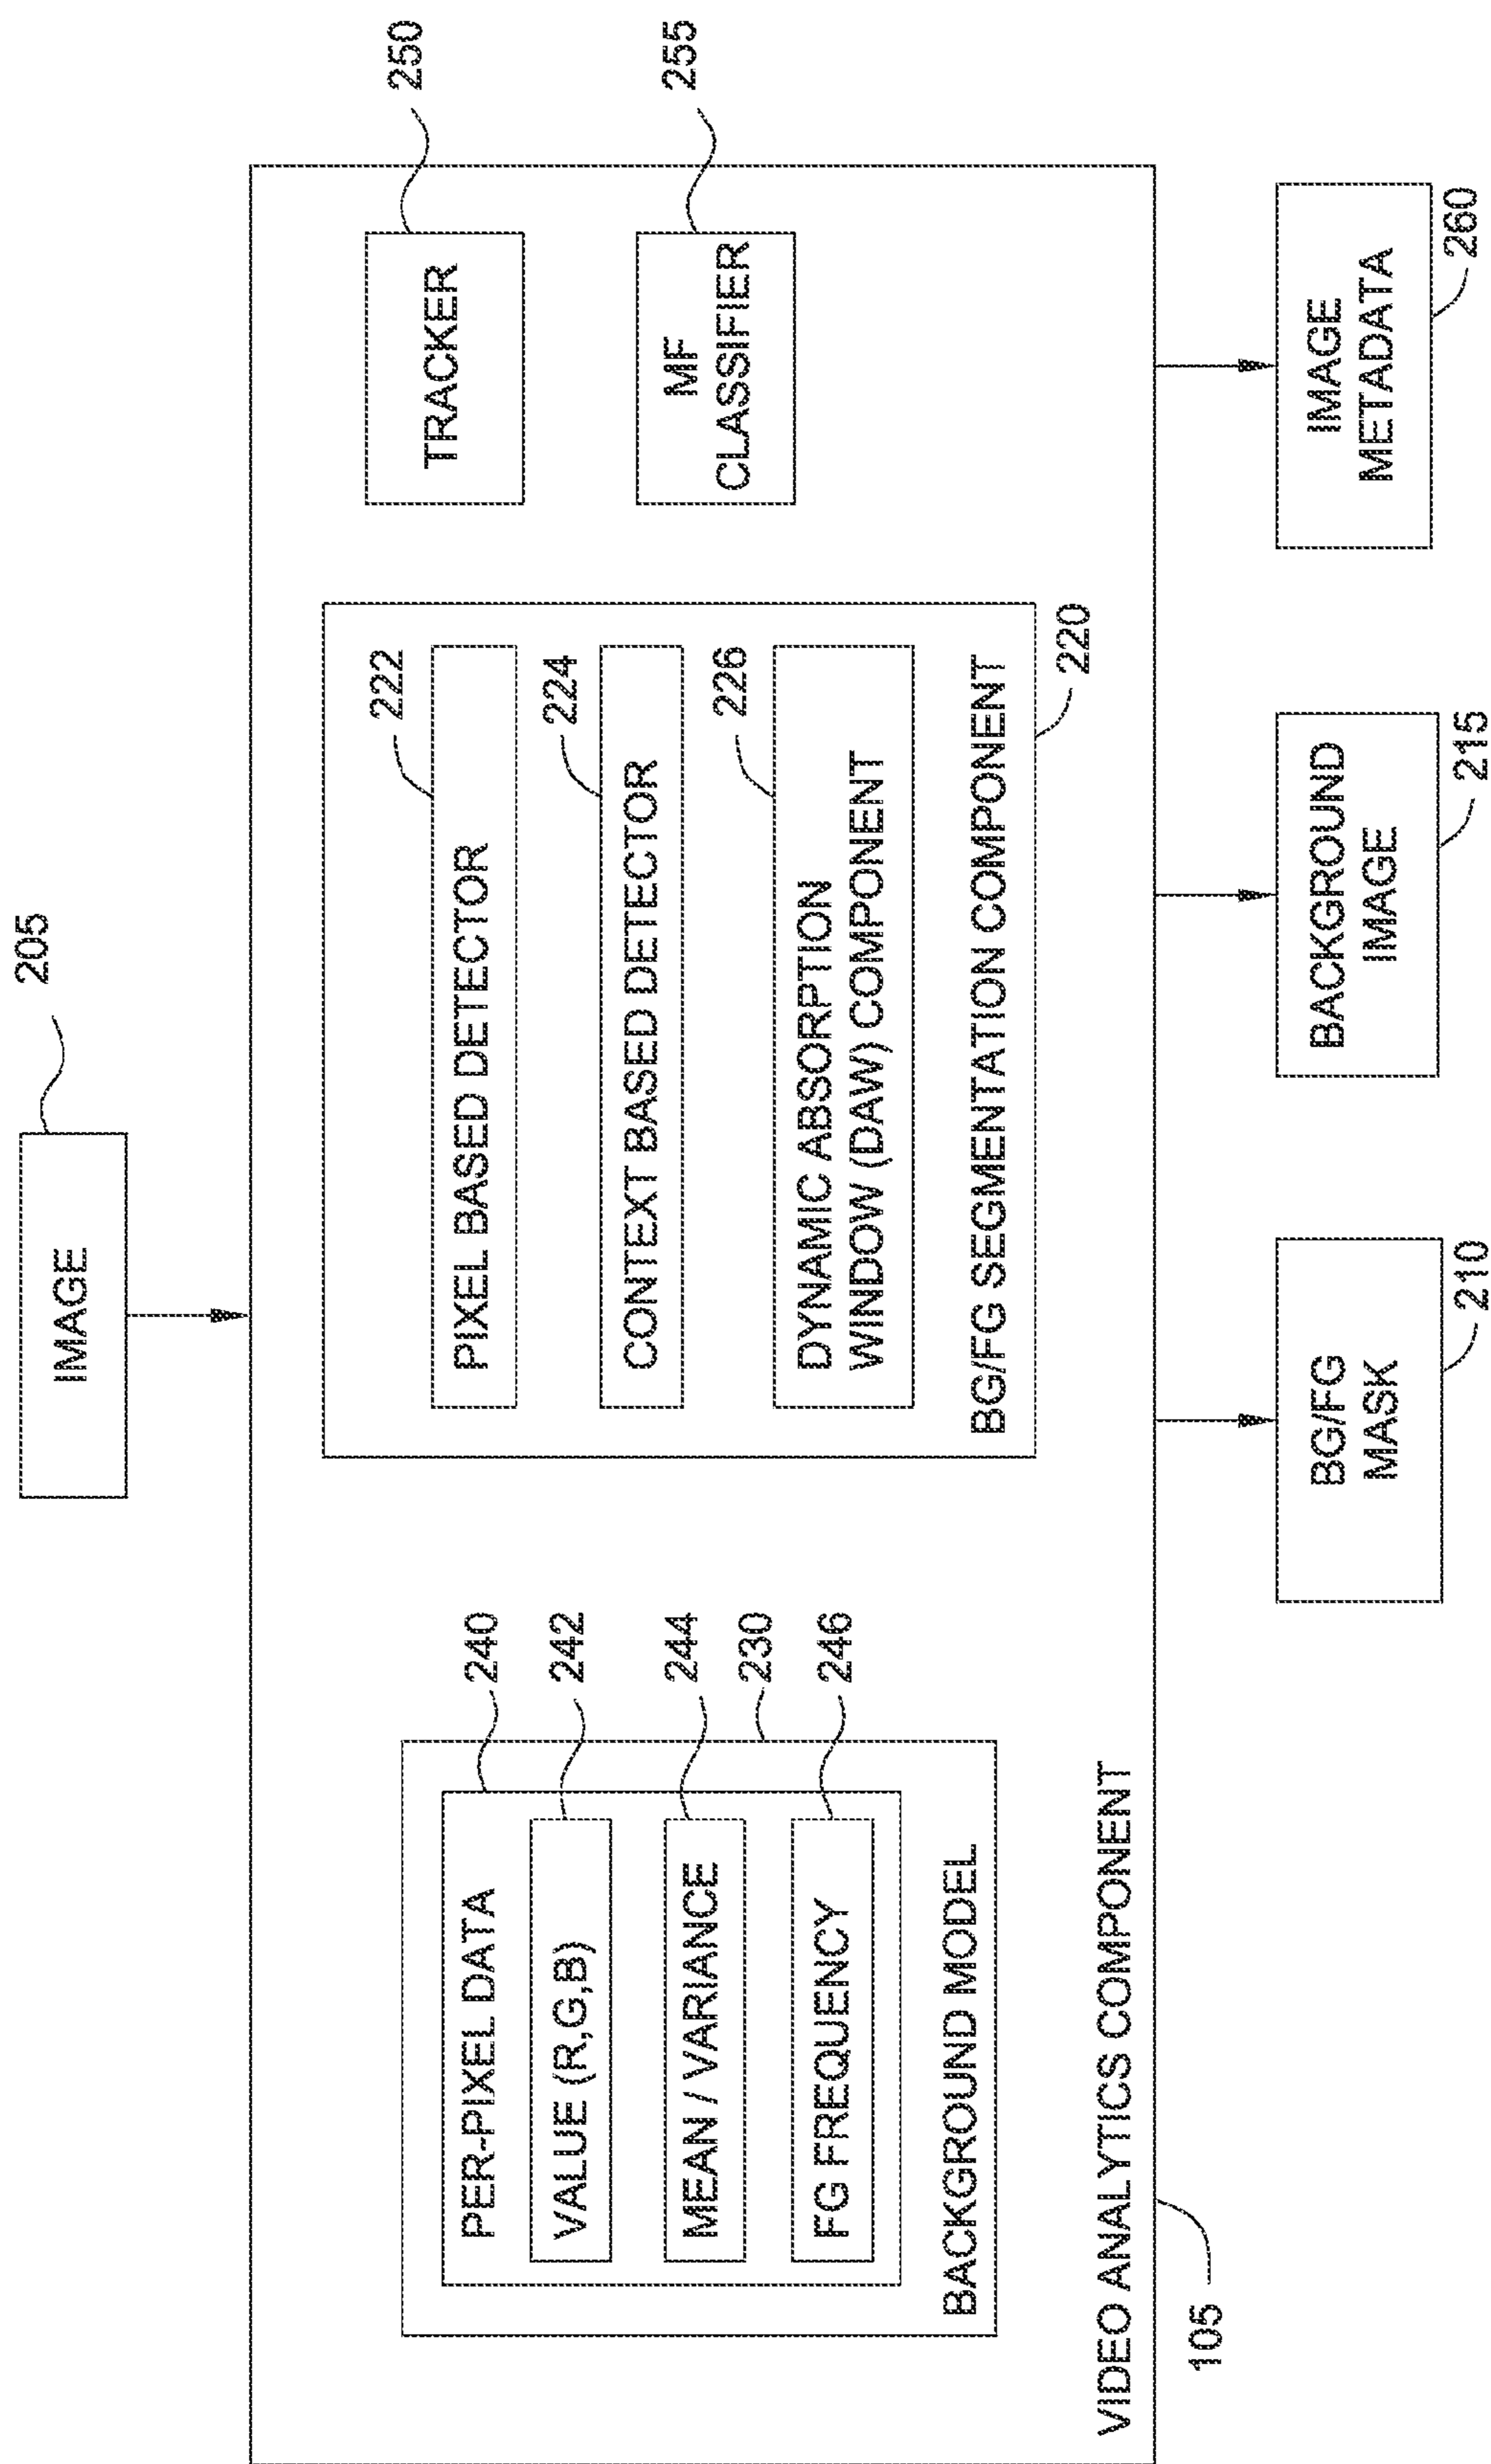 205
IMAGE
PER-PIXEL DATA
240
VALUE (R,G,B)
242
MEAN / VARIANCE
244
230
FG FREQUENCY
246
BACKGROUND MODEL
VIDEO ANALYTICS COMPONENT
105
222
PIXEL BASED DETECTOR
224
CONTEXT BASED DETECTOR
226
DYNAMIC ABSORPTION
WINDOW (DAW) COMPONENT
BG/FG SEGMENTATION COMPONENT
220
TRACKER
250
MF
CLASSIFIER
255
BG/FG
MASK
210
BACKGROUND
IMAGE
215
IMAGE
METADATA
260